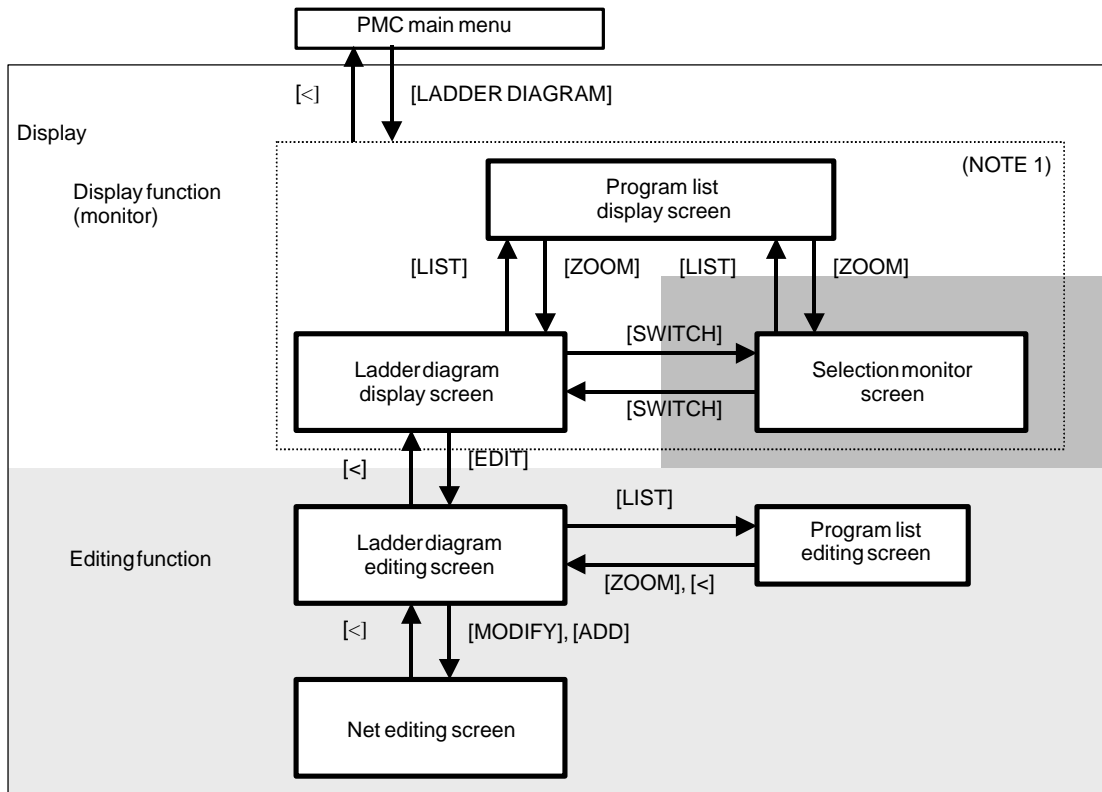 PMC main menu
[<]
[LADDER DIAGRAM]
Display
(NOTE 1)
Display function
(monitor)
Program list
display screen
[LIST]
[ZOOM]
[LIST]
[ZOOM]
[SWITCH]
Ladder diagram
display screen
Selection monitor
screen
[SWITCH]
[<]
[EDIT]
[LIST]
Editing function
Ladder diagram
editing screen
Program list
editing screen
[ZOOM], [<]
[<]
[MODIFY], [ADD]
Net editing screen